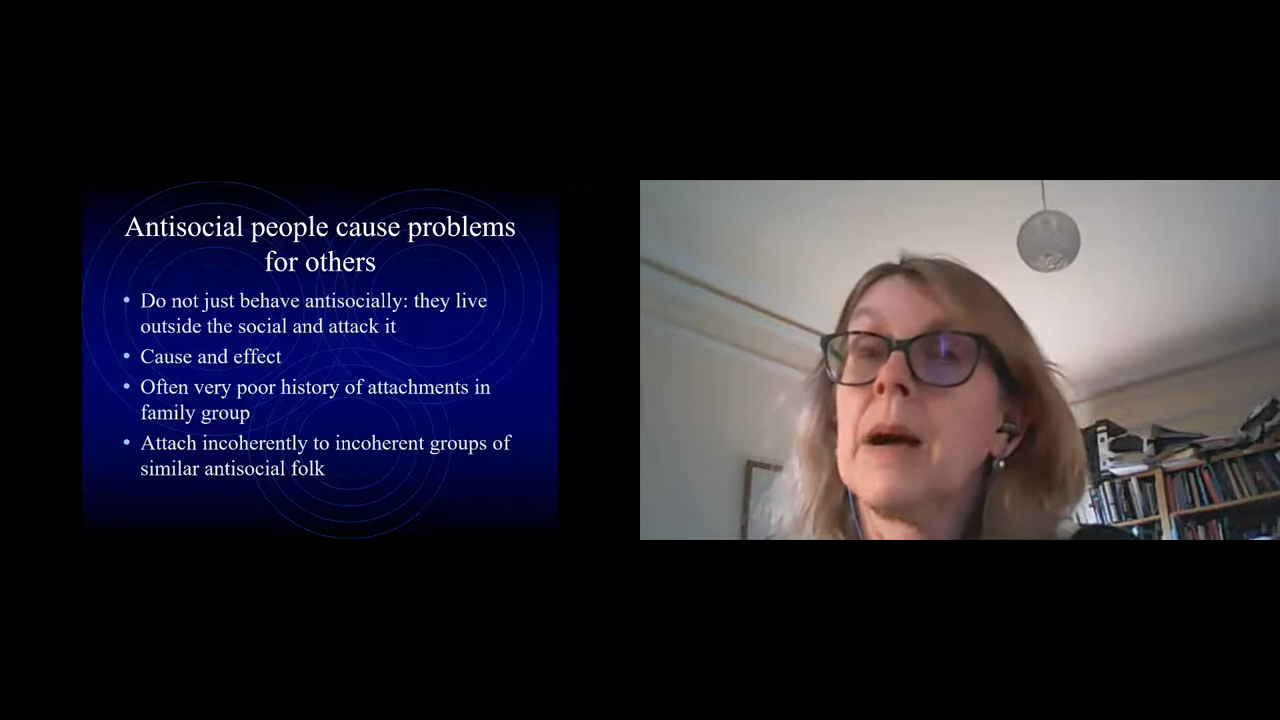 Antisocial people cause problems
for others
• Do not just behave antisocially: they live
outside the social and attack it
• Cause and effect
• Often very poor history of attachments in
family group
• Attach incoherently to incoherent groups of
similar antisocial folk